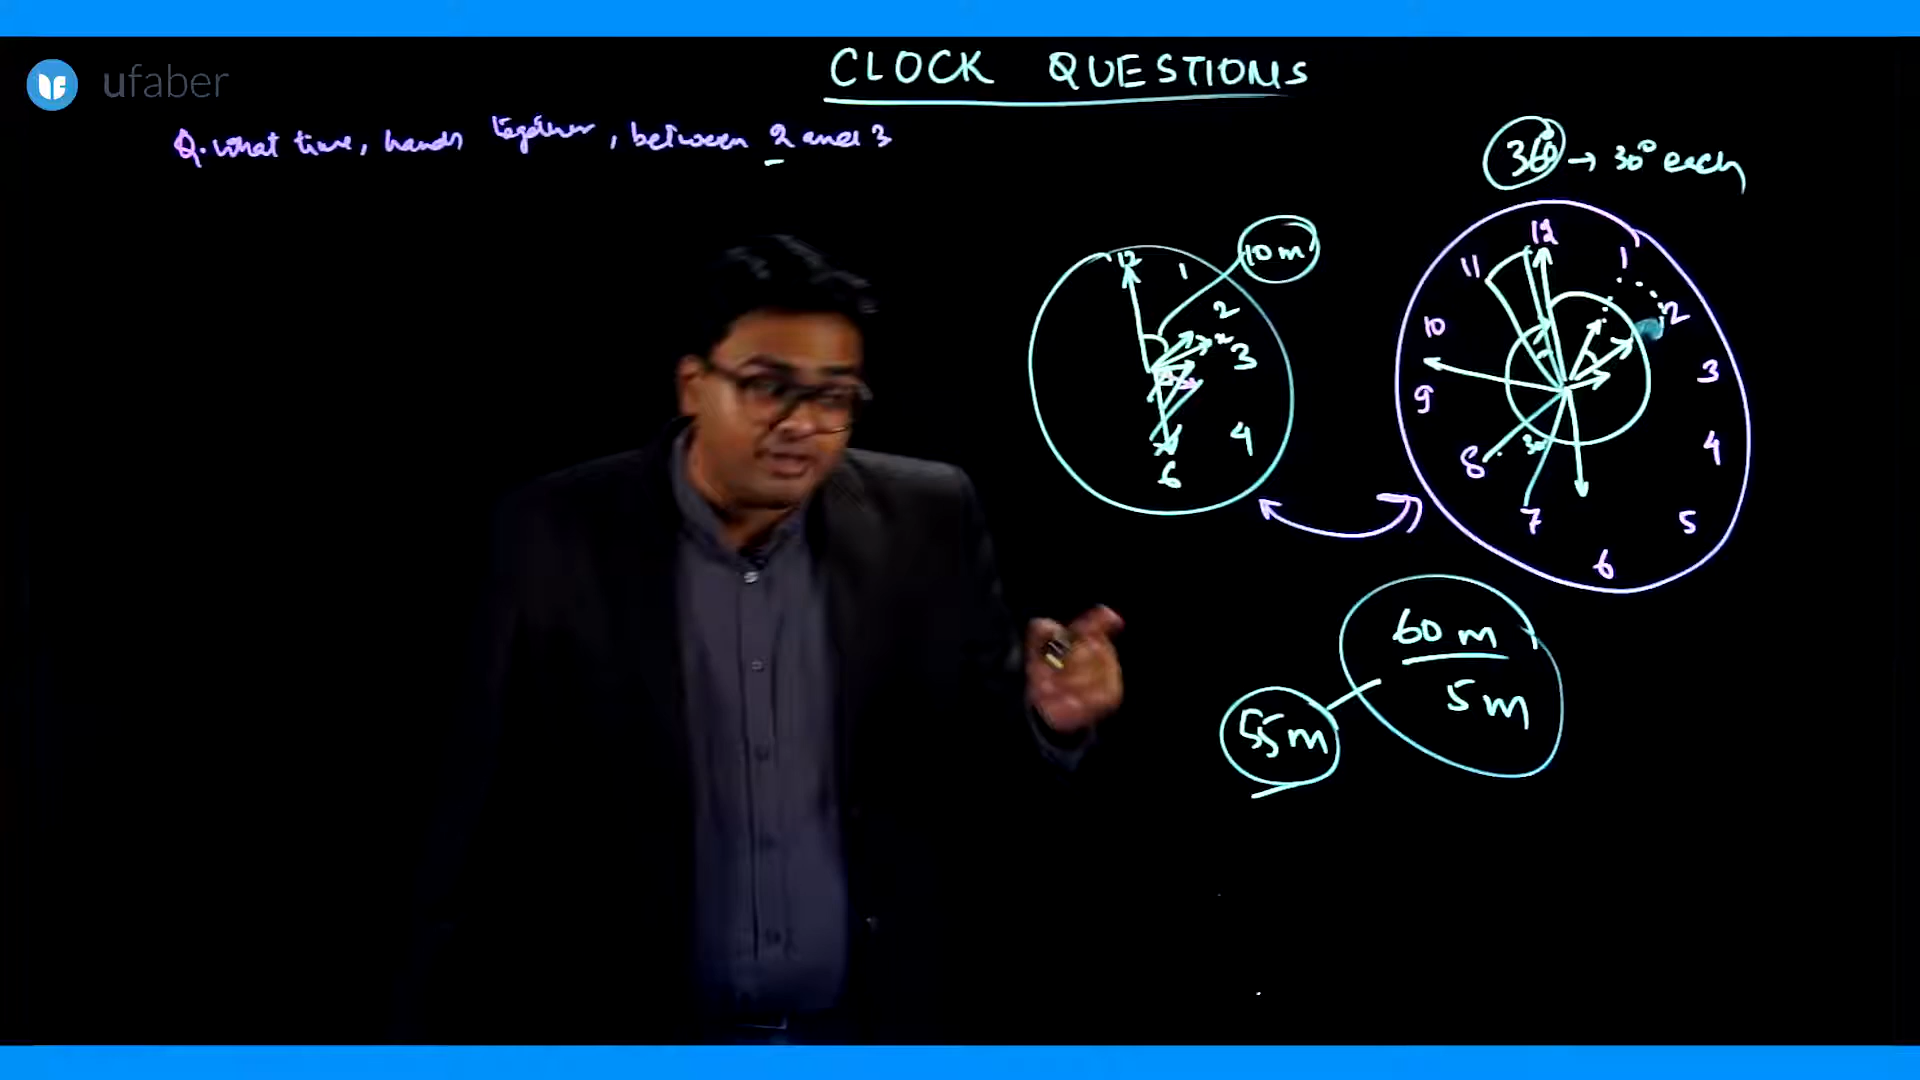 ufaber
CLOCK QUESTIONS
Q. What time, hands together, between 2 and 3
360 → 30° each
10 m
12
1
2
3
4
6
12
1
2
3
4
5
6
7
8
9
10
11
30
60 m
5 m
55 m